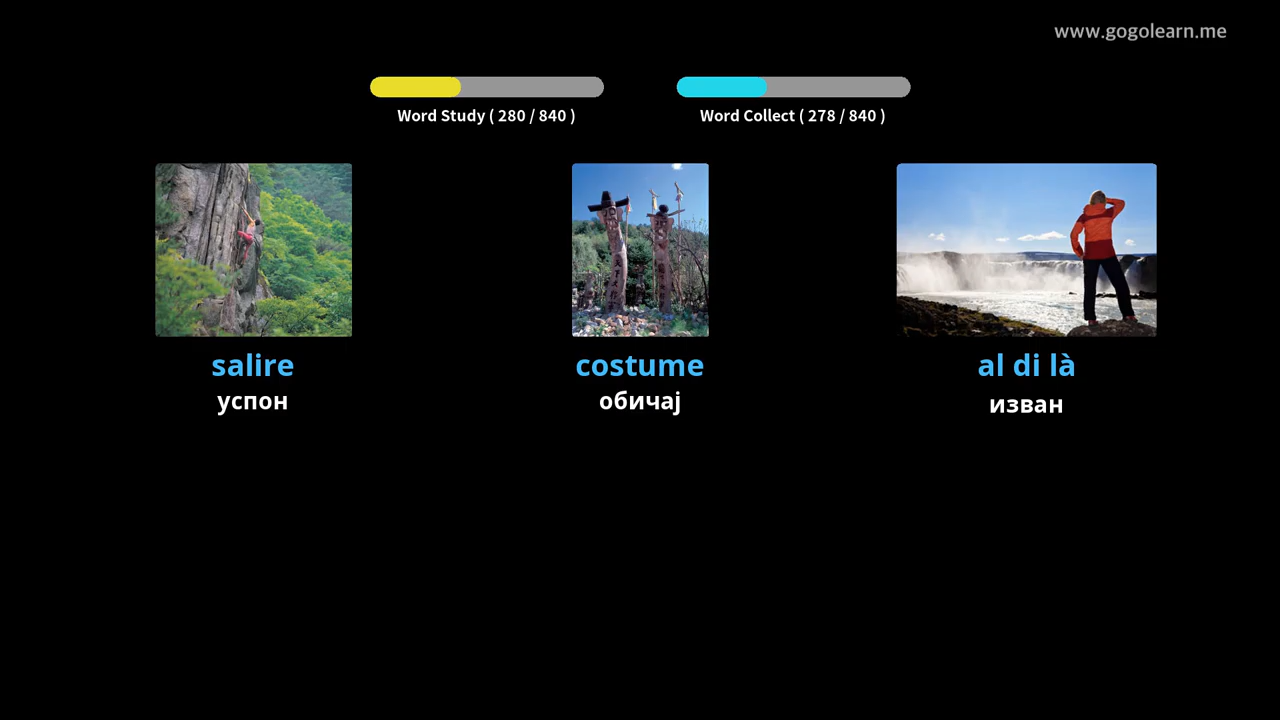 www.gogolearn.me
Word Study ( 280 / 840 )
Word Collect ( 278 / 840 )
salire
costume
al di là
успон
обичај
изван